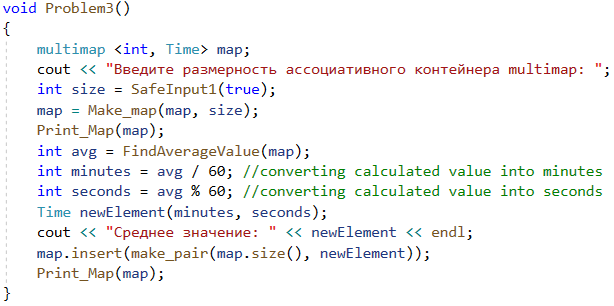 void Problem3()
{
    multimap <int, Time> map;
    cout << "Введите размерность ассоциативного контейнера multimap: ";
    int size = SafeInput1(true);
    map = Make_map(map, size);
    Print_Map(map);
    int avg = FindAverageValue(map);
    int minutes = avg / 60; //converting calculated value into minutes
    int seconds = avg % 60; //converting calculated value into seconds
    Time newElement(minutes, seconds);
    cout << "Среднее значение: " << newElement << endl;
    map.insert(make_pair(map.size(), newElement));
    Print_Map(map);
}